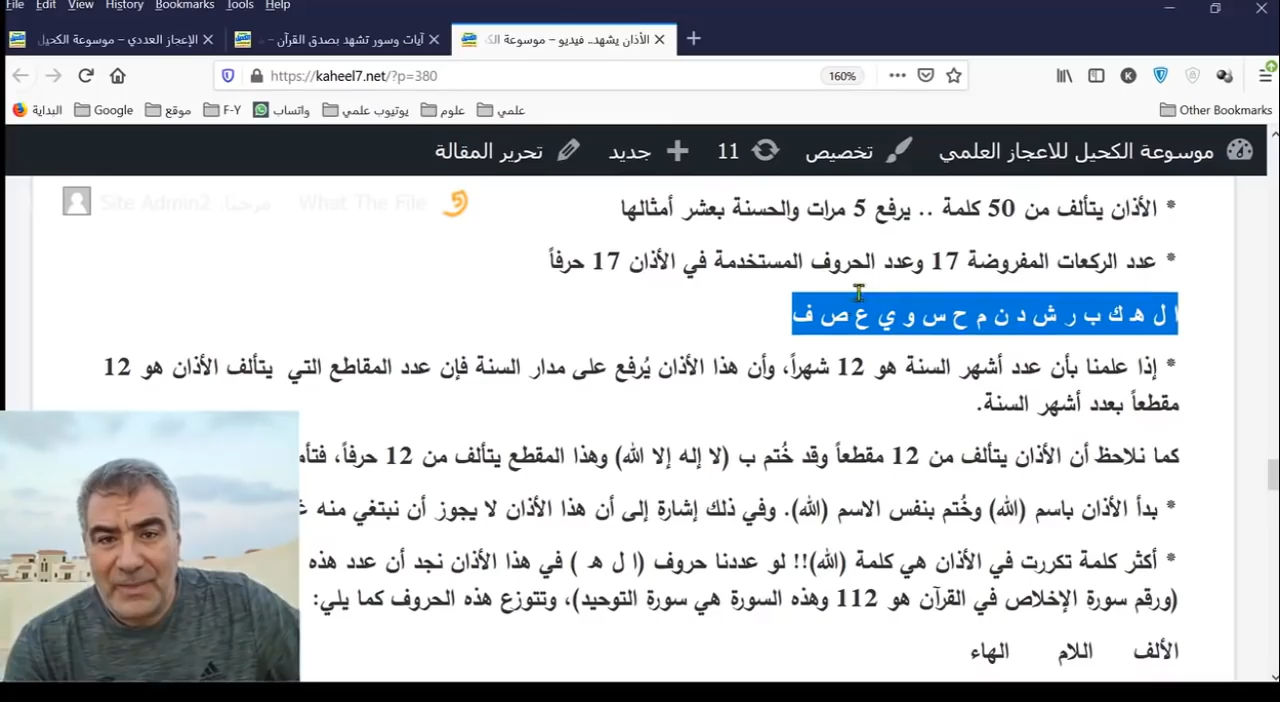 File Edit View History Bookmarks Tools Help
الإعجاز العددي – موسوعة الكحيل
آيات وسور تشهد بصدق القرآن –
الأذان يشهد.. فيديو – موسوعة الك
https://kaheel7.net/?p=380
160%
البداية Google موقع F-Y واتساب يوتيوب علمي علوم علمي Other Bookmarks
موسوعة الكحيل للاعجاز العلمي تخصيص 11 جديد تحرير المقالة
What The File مرحبًا، Site Admin2
* الأذان يتألف من 50 كلمة .. يرفع 5 مرات والحسنة بعشر أمثالها
* عدد الركعات المفروضة 17 وعدد الحروف المستخدمة في الأذان 17 حرفاً
ا ل هـ ك ب ر ش د ن م ح س و ي ع ص ف
* إذا علمنا بأن عدد أشهر السنة هو 12 شهراً، وأن هذا الأذان يُرفع على مدار السنة فإن عدد المقاطع التي يتألف الأذان هو 12
مقطعاً بعدد أشهر السنة.
كما نلاحظ أن الأذان يتألف من 12 مقطعاً وقد خُتم ب (لا إله إلا الله) وهذا المقطع يتألف من 12 حرفاً، فتأم
* بدأ الأذان باسم (الله) وخُتم بنفس الاسم (الله). وفي ذلك إشارة إلى أن هذا الأذان لا يجوز أن نبتغي منه
* أكثر كلمة تكررت في الأذان هي كلمة (الله)!! لو عددنا حروف (ا ل هـ ) في هذا الأذان نجد أن عدد هذه
(ورقم سورة الإخلاص في القرآن هو 112 وهذه السورة هي سورة التوحيد)، وتتوزع هذه الحروف كما يلي:
الألف اللام الهاء